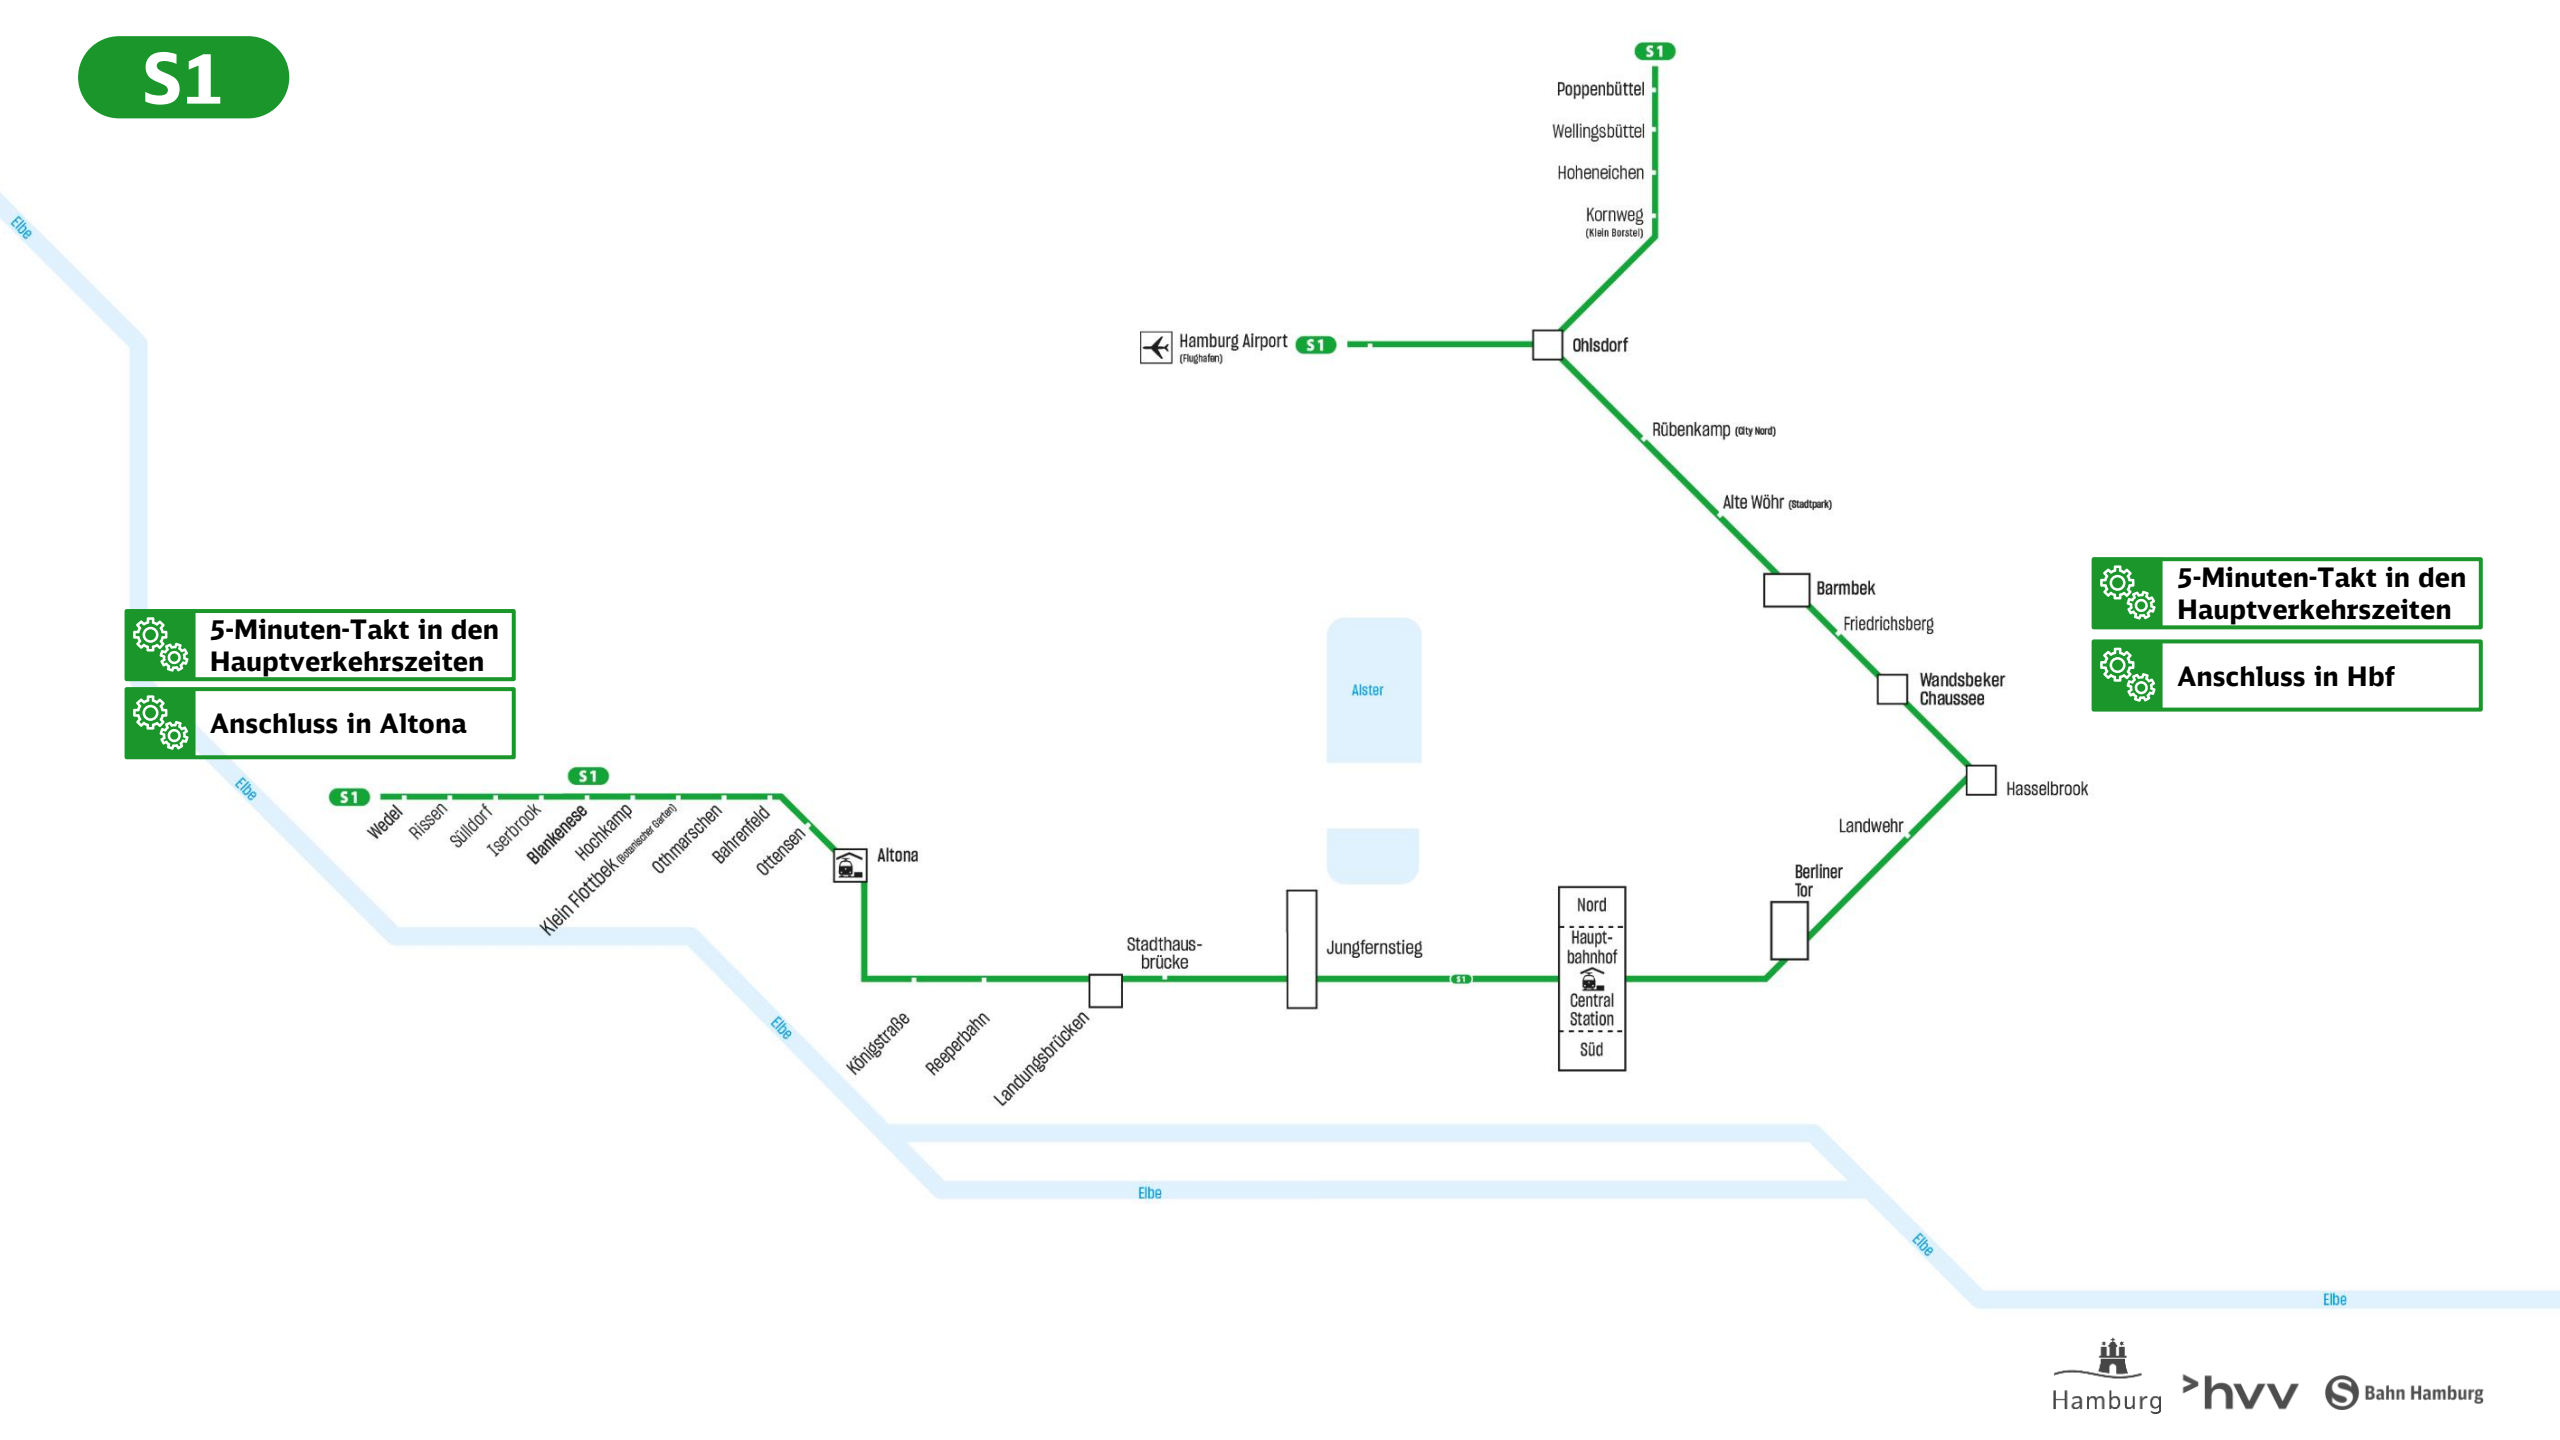 S1
S1
Poppenbüttel
Wellingsbüttel
Hoheneichen
Kornweg
(Klein Borstel)
Elbe
Hamburg Airport
(Flughafen)
S1
Ohlsdorf
Rübenkamp (City Nord)
Alte Wöhr (Stadtpark)
Barmbek
Friedrichsberg
Wandsbeker
Chaussee
Hasselbrook
Landwehr
Berliner
Tor
5-Minuten-Takt in den
Hauptverkehrszeiten
Anschluss in Hbf
5-Minuten-Takt in den
Hauptverkehrszeiten
Anschluss in Altona
Alster
Elbe
S1
S1
Wedel
Rissen
Sülldorf
Iserbrook
Blankenese
Hochkamp
Klein Flottbek (Botanischer Garten)
Othmarschen
Bahrenfeld
Ottensen
Altona
Königstraße
Reeperbahn
Landungsbrücken
Stadthaus-
brücke
Jungfernstieg
S1
Nord
Haupt-
bahnhof
Central
Station
Süd
Elbe
Elbe
Elbe
Elbe
Hamburg
hvv
S Bahn Hamburg